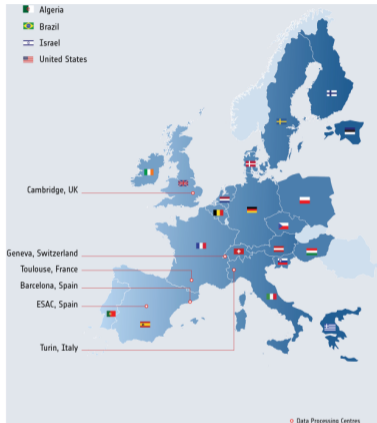 Algeria
Brazil
Israel
United States
Cambridge, UK
Geneva, Switzerland
Toulouse, France
Barcelona, Spain
ESAC, Spain
Turin, Italy
Data Processing Centres